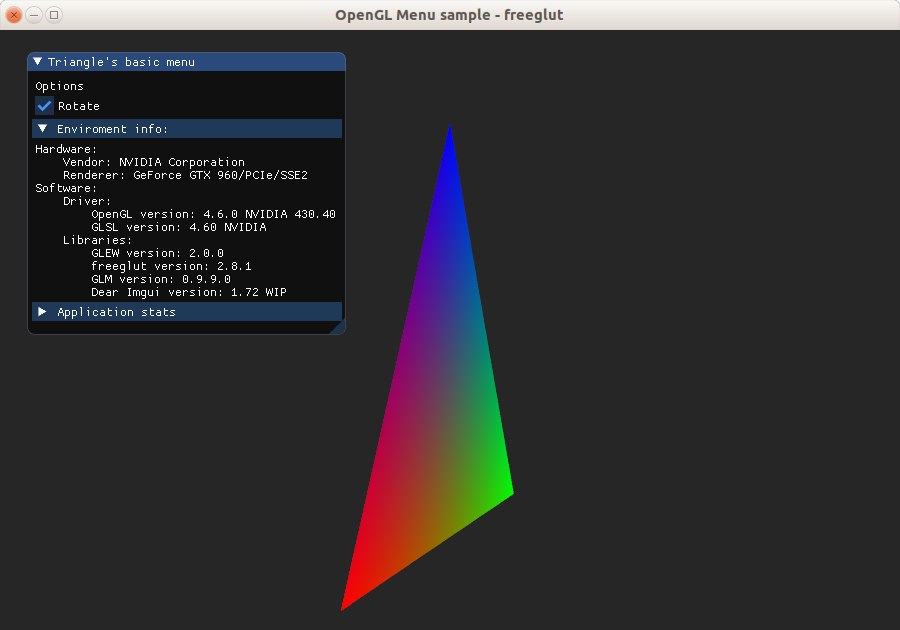 OpenGL Menu sample - freeglut
Triangle's basic menu
Options
Rotate
Enviroment info:
Hardware:
Vendor: NVIDIA Corporation
Renderer: GeForce GTX 960/PCIe/SSE2
Software:
Driver:
OpenGL version: 4.6.0 NVIDIA 430.40
GLSL version: 4.60 NVIDIA
Libraries:
GLEW version: 2.0.0
freeglut version: 2.8.1
GLM version: 0.9.9.0
Dear Imgui version: 1.72 WIP
Application stats